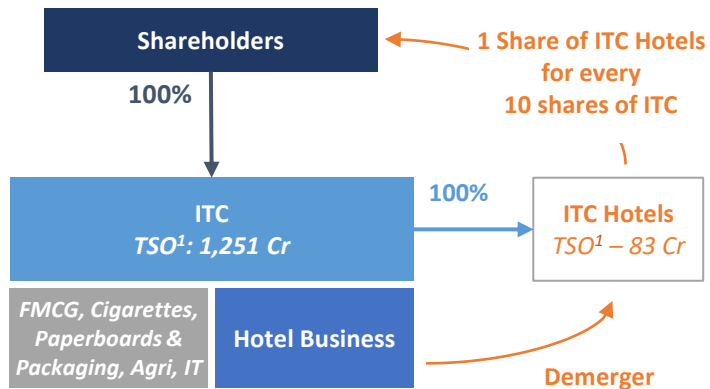 Shareholders
1 Share of ITC Hotels
for every
10 shares of ITC
100%
ITC
TSO¹: 1,251 Cr
100%
ITC Hotels
TSO¹ – 83 Cr
FMCG, Cigarettes,
Paperboards &
Packaging, Agri, IT
Hotel Business
Demerger